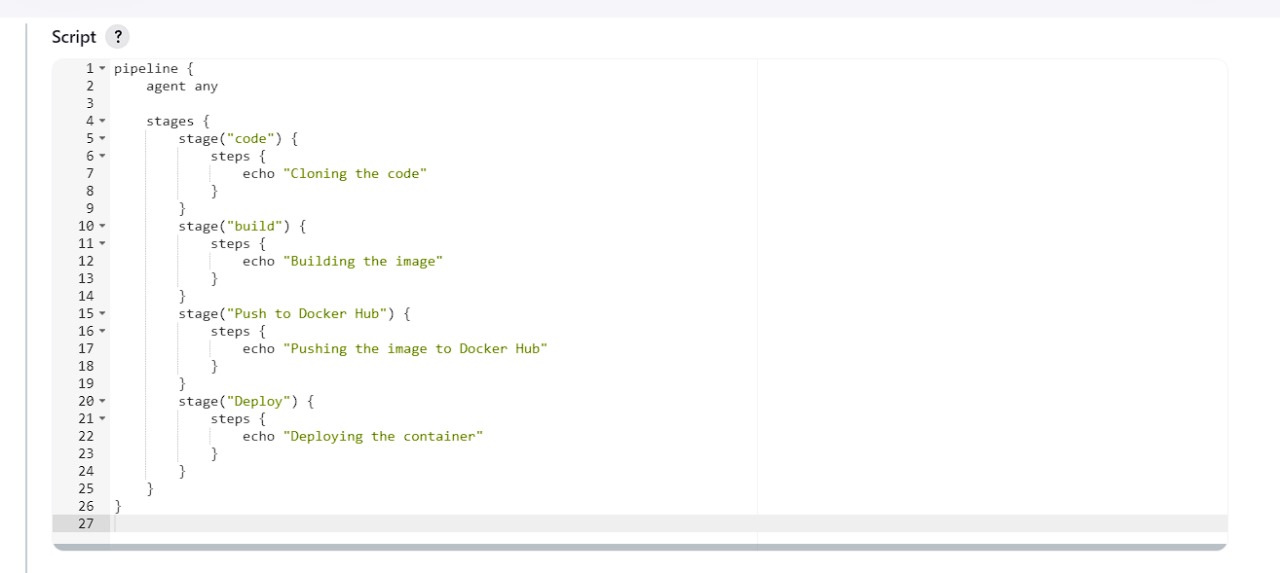 Script ?
1 pipeline {
2     agent any
3
4     stages {
5         stage("code") {
6             steps {
7                 echo "Cloning the code"
8             }
9         }
10         stage("build") {
11             steps {
12                 echo "Building the image"
13             }
14         }
15         stage("Push to Docker Hub") {
16             steps {
17                 echo "Pushing the image to Docker Hub"
18             }
19         }
20         stage("Deploy") {
21             steps {
22                 echo "Deploying the container"
23             }
24         }
25     }
26 }
27